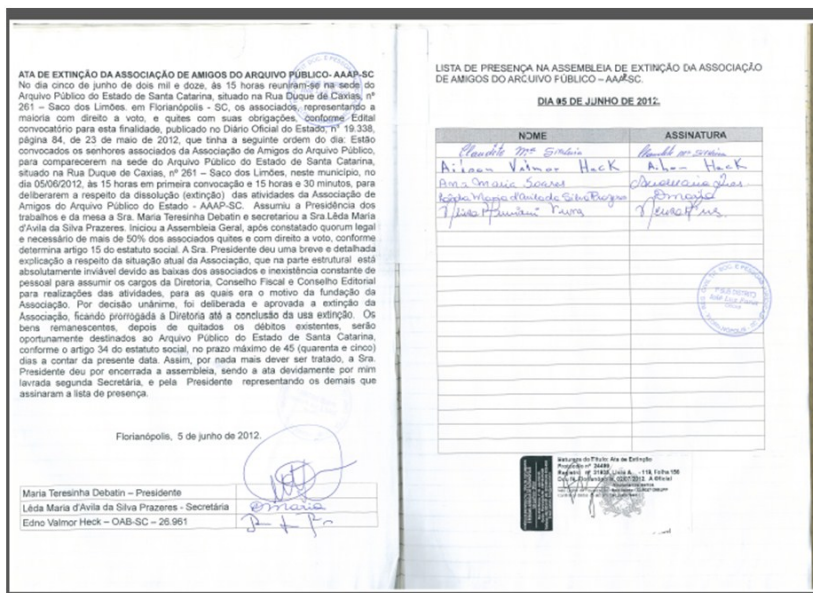 ATA DE EXTINÇÃO DA ASSOCIAÇÃO DE AMIGOS DO ARQUIVO PÚBLICO- AAAP-SC
No dia cinco de junho de dois mil e doze, às 15 horas reuniram-se na sede do
Arquivo Público do Estado de Santa Catarina, situado na Rua Duque de Caxias, nº
261 – Saco dos Limões. em Florianópolis - SC, os associados, representando a
maioria com direito a voto, e quites com suas obrigações, conforme Edital
convocatório para esta finalidade, publicado no Diário Oficial do Estado, nº 19.338,
página 84, de 23 de maio de 2012, que tinha a seguinte ordem do dia: Estão
convocados os senhores associados da Associação de Amigos do Arquivo Público,
para comparecerem na sede do Arquivo Público do Estado de Santa Catarina,
situado na Rua Duque de Caxias, nº 261 – Saco dos Limões, neste município, no
dia 05/06/2012, às 15 horas em primeira convocação e 15 horas e 30 minutos, para
deliberarem a respeito da dissolução (extinção) das atividades da Associação de
Amigos do Arquivo Público do Estado - AAAP-SC. Assumiu a Presidência dos
trabalhos e da mesa a Sra. Maria Teresinha Debatin e secretariou a Sra.Lêda Maria
d'Avila da Silva Prazeres. Iniciou a Assembleia Geral, após constatado quorum legal
e necessário de mais de 50% dos associados quites e com direito a voto, conforme
determina artigo 15 do estatuto social. A Sra. Presidente deu uma breve e detalhada
explicação a respeito da situação atual da Associação, que na parte estrutural está
absolutamente inviável devido as baixas dos associados e inexistência constante de
pessoal para assumir os cargos da Diretoria, Conselho Fiscal e Conselho Editorial
para realizações das atividades, para as quais era o motivo da fundação da
Associação. Por decisão unânime, foi deliberada e aprovada a extinção da
Associação, ficando prorrogada a Diretoria até a conclusão da usa extinção. Os
bens remanescentes, depois de quitados os débitos existentes, serão
oportunamente destinados ao Arquivo Público do Estado de Santa Catarina,
conforme o artigo 34 do estatuto social, no prazo máximo de 45 (quarenta e cinco)
dias a contar da presente data. Assim, por nada mais dever ser tratado, a Sra.
Presidente deu por encerrada a assembleia, sendo a ata devidamente por mim
lavrada segunda Secretária, e pela Presidente representando os demais que
assinaram a lista de presença.
Florianópolis, 5 de junho de 2012.
Maria Teresinha Debatin – Presidente
Lêda Maria d'Avila da Silva Prazeres - Secretária
Edno Valmor Heck – OAB-SC – 26.961
LISTA DE PRESENÇA NA ASSEMBLEIA DE EXTINÇÃO DA ASSOCIAÇÃO
DE AMIGOS DO ARQUIVO PÚBLICO – AAAP-SC.
DIA 05 DE JUNHO DE 2012.
NOME ASSINATURA
Valmor Heck Heck
Ana Maria Soares
Natureza do Título: Ata de Extinção